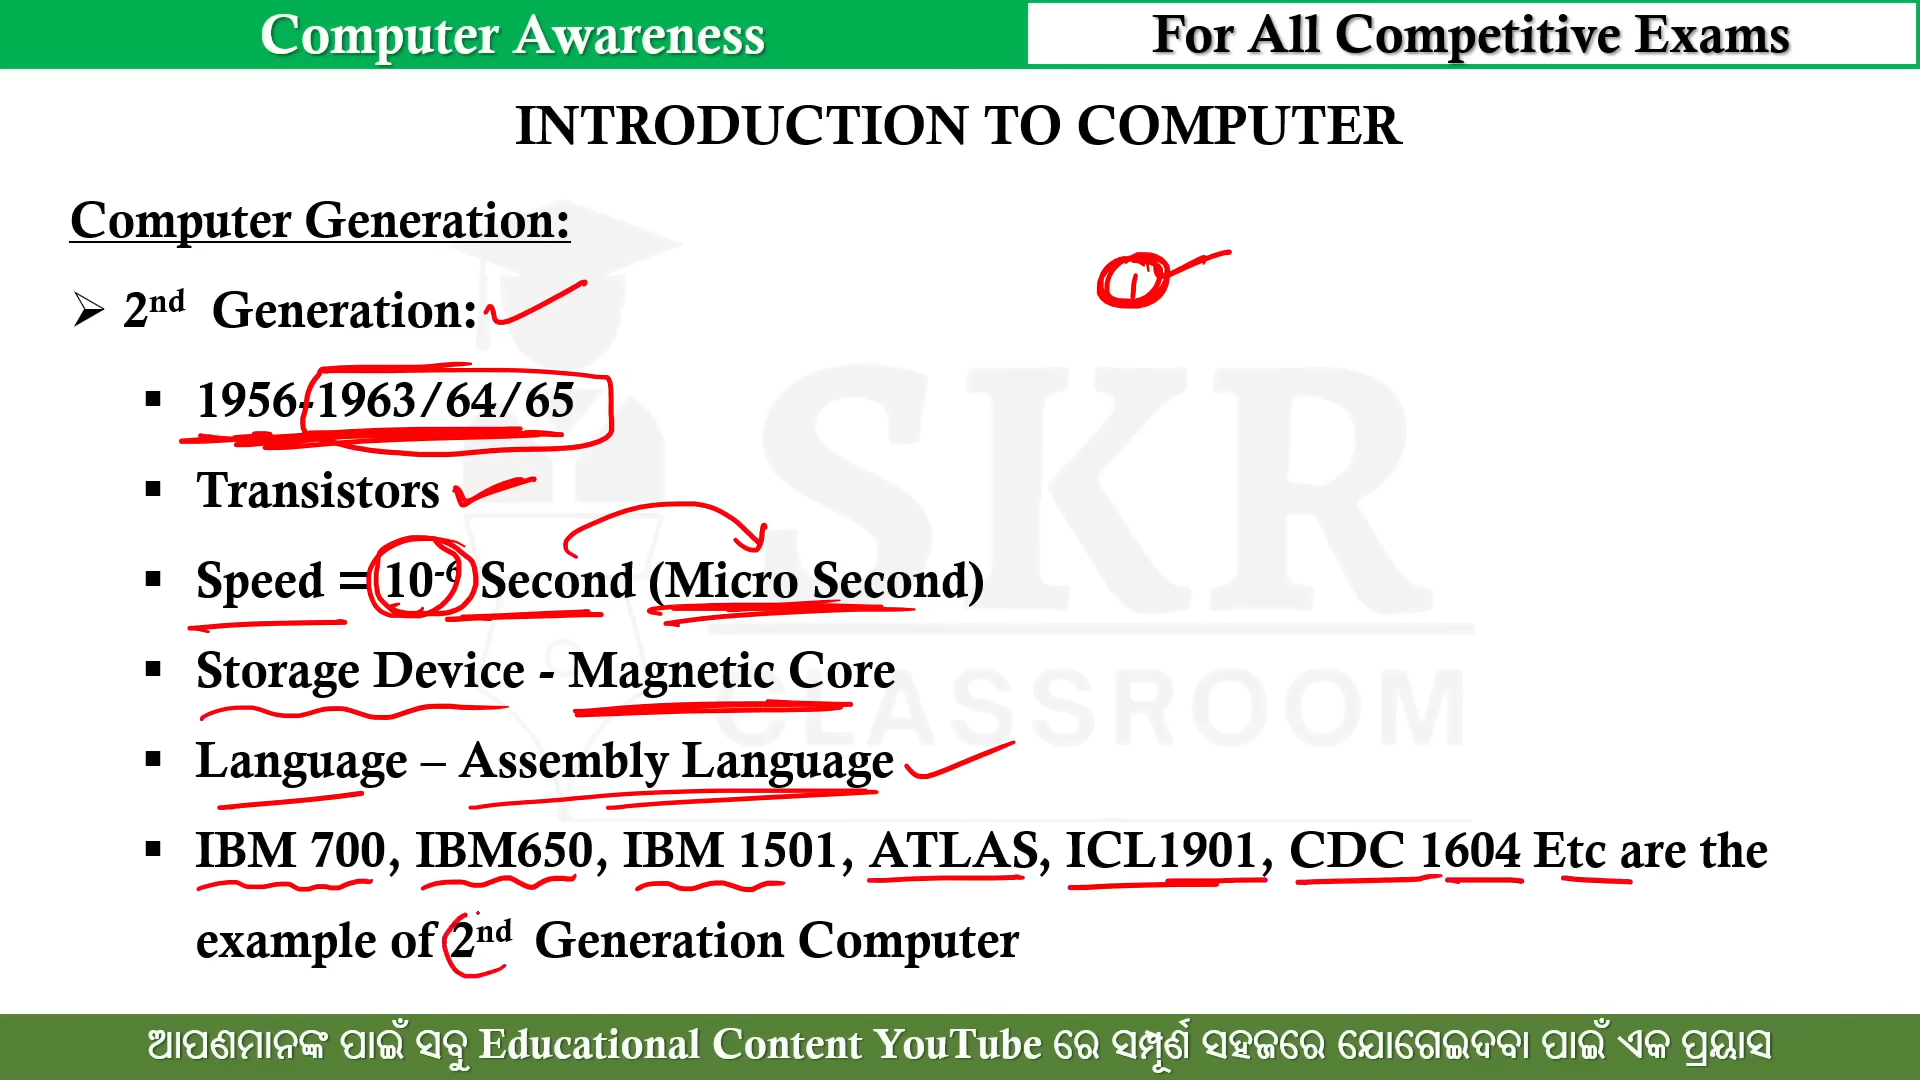 Computer Awareness
For All Competitive Exams
INTRODUCTION TO COMPUTER
Computer Generation:
➢ 2nd Generation:
▪ 1956-1963/64/65
▪ Transistors
▪ Speed = 10-6 Second (Micro Second)
▪ Storage Device - Magnetic Core
▪ Language – Assembly Language
▪ IBM 700, IBM650, IBM 1501, ATLAS, ICL1901, CDC 1604 Etc are the
example of 2nd Generation Computer
1
SKR
CLASSROOM
ଆପଣମାନଙ୍କ ପାଇଁ ସବୁ Educational Content YouTube ରେ ସମ୍ପୂର୍ଣ ସହଜରେ ଯୋଗେଇଦବା ପାଇଁ ଏକ ପ୍ରୟାସ